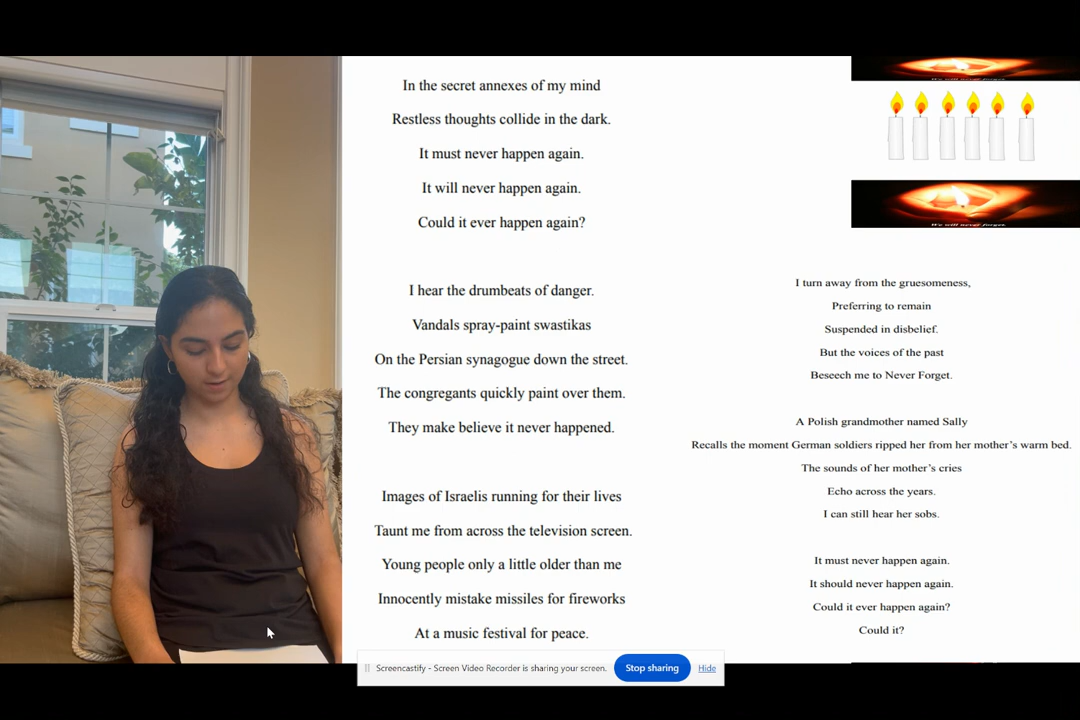 In the secret annexes of my mind
Restless thoughts collide in the dark.
It must never happen again.
It will never happen again.
Could it ever happen again?
I hear the drumbeats of danger.
Vandals spray-paint swastikas
On the Persian synagogue down the street.
The congregants quickly paint over them.
They make believe it never happened.
Images of Israelis running for their lives
Taunt me from across the television screen.
Young people only a little older than me
Innocently mistake missiles for fireworks
At a music festival for peace.
We will never forget.
We will never forget.
I turn away from the gruesomeness,
Preferring to remain
Suspended in disbelief.
But the voices of the past
Beseech me to Never Forget.
A Polish grandmother named Sally
Recalls the moment German soldiers ripped her from her mother's warm bed.
The sounds of her mother's cries
Echo across the years.
I can still hear her sobs.
It must never happen again.
It should never happen again.
Could it ever happen again?
Could it?
Screencastify - Screen Video Recorder is sharing your screen.
Stop sharing
Hide